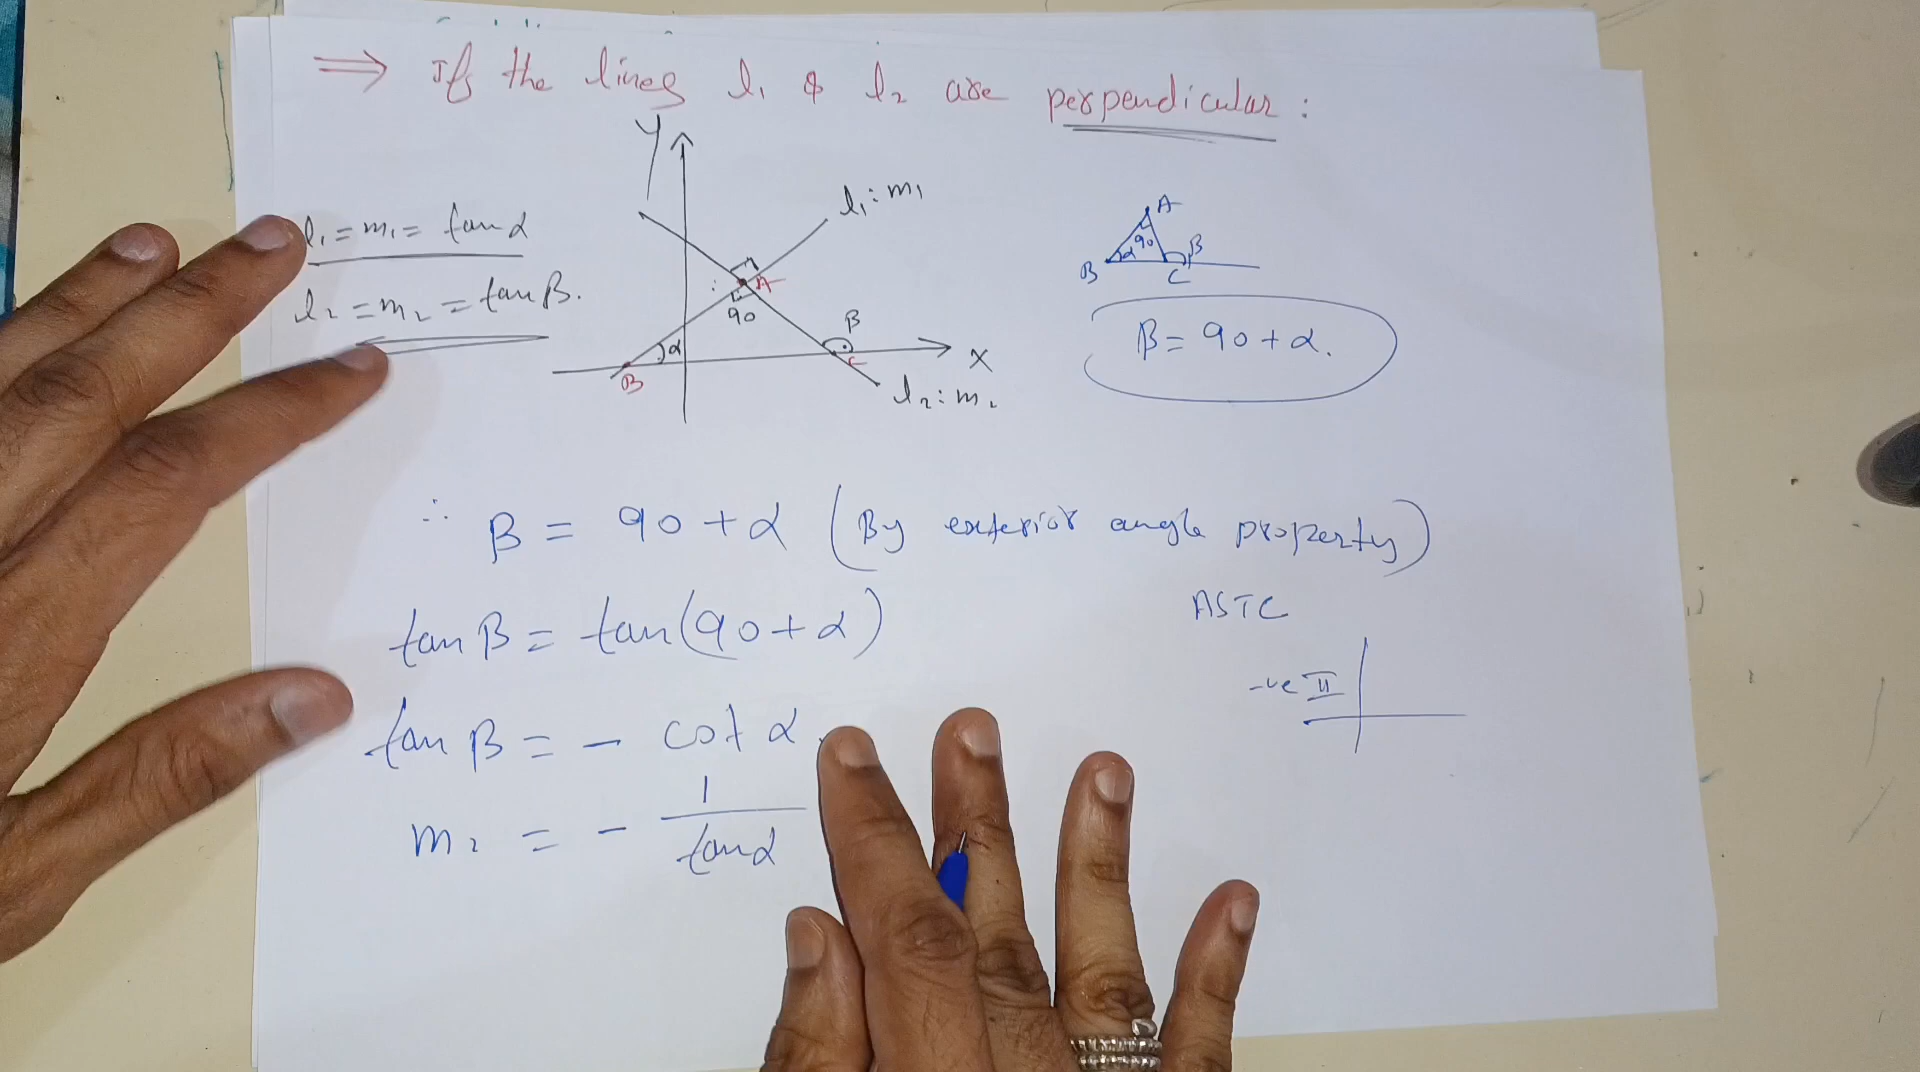 ⇒ If the lines l₁ & l₂ are perpendicular :
l₁ = m₁ = tan α
l₂ = m₂ = tan β.
Y
l₁ : m₁
A
90
α
β
B
C
X
l₂ : m₂
A
90
α
β
B
C
β = 90 + α.
∴ β = 90 + α (By exterior angle property)
tan β = tan(90 + α)
ASTC
-ve II
tan β = - cot α
m₂ = - 1/tan α